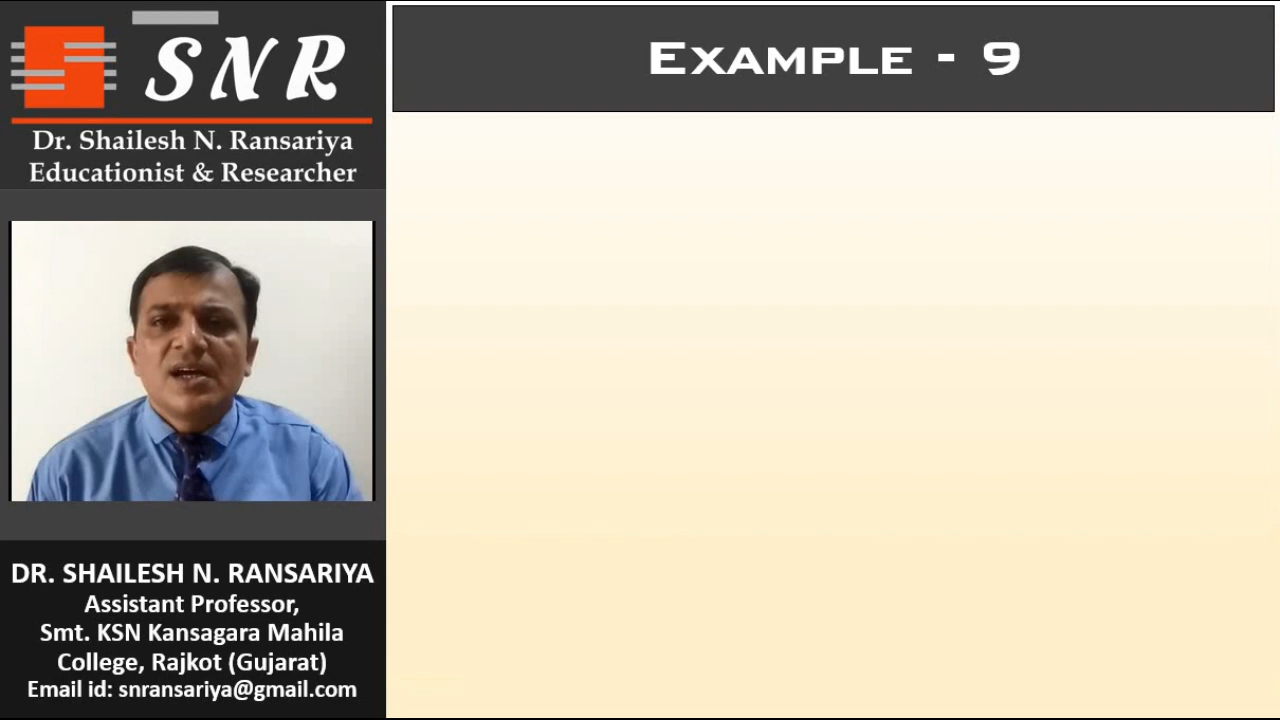 SNR
Dr. Shailesh N. Ransariya
Educationist & Researcher
EXAMPLE - 9
DR. SHAILESH N. RANSARIYA
Assistant Professor,
Smt. KSN Kansagara Mahila
College, Rajkot (Gujarat)
Email id: snransariya@gmail.com